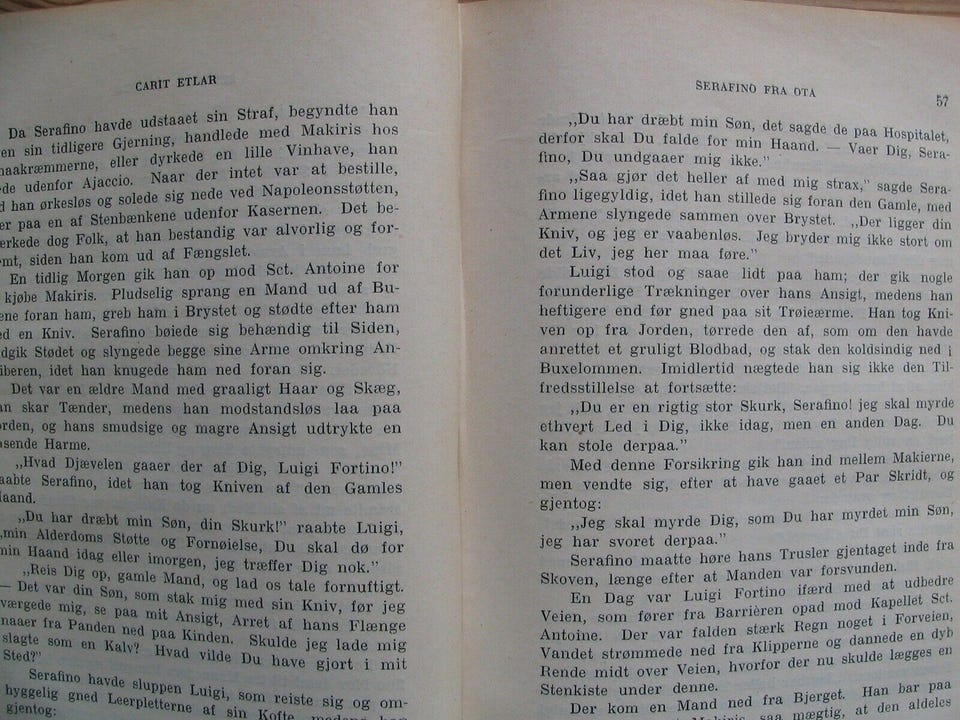 CARIT ETLAR
Da Serafino havde udstaaet sin Straf, begyndte han
en sin tidligere Gjerning, handlede med Makiris hos
aakræmmerne, eller dyrkede en lille Vinhave, han
de udenfor Ajaccio. Naar der intet var at bestille,
d han ørkesløs og solede sig nede ved Napoleonsstøtten,
er paa en af Stenbænkene udenfor Kasernen. Det be-
ærkede dog Folk, at han bestandig var alvorlig og for-
emt, siden han kom ud af Fængslet.
En tidlig Morgen gik han op mod Sct. Antoine for
kjøbe Makiris. Pludselig sprang en Mand ud af Bu-
ene foran ham, greb ham i Brystet og stødte efter ham
ed en Kniv. Serafino bøiede sig behændig til Siden,
dgik Stødet og slyngede begge sine Arme omkring An-
riberen, idet han knugede ham ned foran sig.
Det var en ældre Mand med graaligt Haar og Skæg,
an skar Tænder, medens han modstandsløs laa paa
orden, og hans smudsige og magre Ansigt udtrykte en
asende Harme.
„Hvad Djævelen gaaer der af Dig, Luigi Fortino!"
aabte Serafino, idet han tog Kniven af den Gamles
Haand.
„Du har dræbt min Søn, din Skurk!" raabte Luigi,
„min Alderdoms Støtte og Fornøielse, Du skal dø for
min Haand idag eller imorgen, jeg træffer Dig nok."
„Reis Dig op, gamle Mand, og lad os tale fornuftigt.
— Det var din Søn, som stak mig med sin Kniv, før jeg
værgede mig, se paa mit Ansigt, Arret af hans Flænge
naaer fra Panden ned paa Kinden. Skulde jeg lade mig
slagte som en Kalv? Hvad vilde Du have gjort i mit
Sted?"
Serafino havde sluppen Luigi, som reiste sig og om-
hyggelig gned Leerpletterne af sin Kofte, medens han
gjentog:
SERAFINO FRA OTA
57
„Du har dræbt min Søn, det sagde de paa Hospitalet,
derfor skal Du falde for min Haand. — Vaer Dig, Sera-
fino, Du undgaaer mig ikke."
„Saa gjør det heller af med mig strax," sagde Sera-
fino ligegyldig, idet han stillede sig foran den Gamle, med
Armene slyngede sammen over Brystet. „Der ligger din
Kniv, og jeg er vaabenløs. Jeg bryder mig ikke stort om
det Liv, jeg her maa føre."
Luigi stod og saae lidt paa ham; der gik nogle
forunderlige Trækninger over hans Ansigt, medens han
heftigere end før gned paa sit Trøieærme. Han tog Kni-
ven op fra Jorden, tørrede den af, som om den havde
anrettet et gruligt Blodbad, og stak den koldsindig ned i
Buxelommen. Imidlertid nægtede han sig ikke den Til-
fredsstillelse at fortsætte:
„Du er en rigtig stor Skurk, Serafino! jeg skal myrde
ethvert Led i Dig, ikke idag, men en anden Dag. Du
kan stole derpaa."
Med denne Forsikring gik han ind mellem Makierne,
men vendte sig, efter at have gaaet et Par Skridt, og
gjentog:
„Jeg skal myrde Dig, som Du har myrdet min Søn,
jeg har svoret derpaa."
Serafino maatte høre hans Trusler gjentaget inde fra
Skoven, længe efter at Manden var forsvunden.
En Dag var Luigi Fortino ifærd med at udbedre
Veien, som fører fra Barrièren opad mod Kapellet Sct.
Antoine. Der var falden stærk Regn noget i Forveien,
Vandet strømmede ned fra Klipperne og dannede en dyb
Rende midt over Veien, hvorfor der nu skulde lægges en
Stenkiste under denne.
Der kom en Mand ned fra Bjerget. Han bar paa
Makiris, saa mægtig, at den aldeles